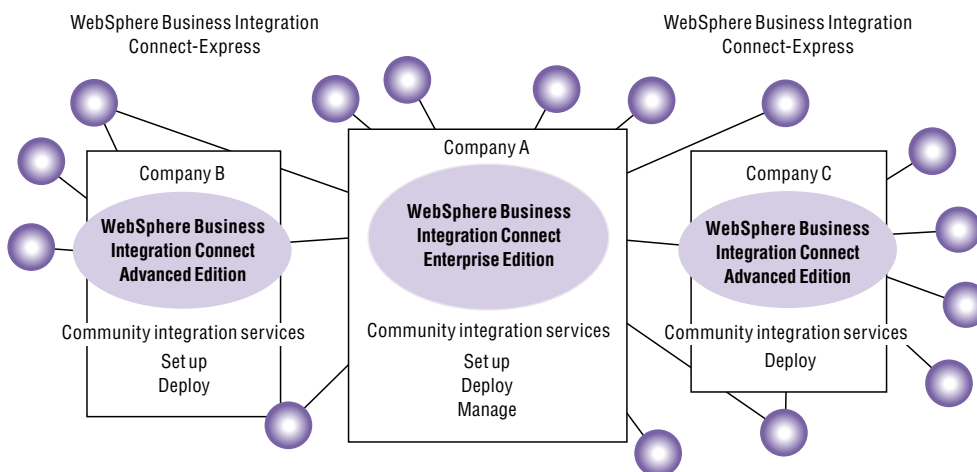 WebSphere Business Integration
Connect-Express
WebSphere Business Integration
Connect-Express
Company B
WebSphere Business
Integration Connect
Advanced Edition
Community integration services
Set up
Deploy
Company A
WebSphere Business
Integration Connect
Enterprise Edition
Community integration services
Set up
Deploy
Manage
Company C
WebSphere Business
Integration Connect
Advanced Edition
Community integration services
Deploy